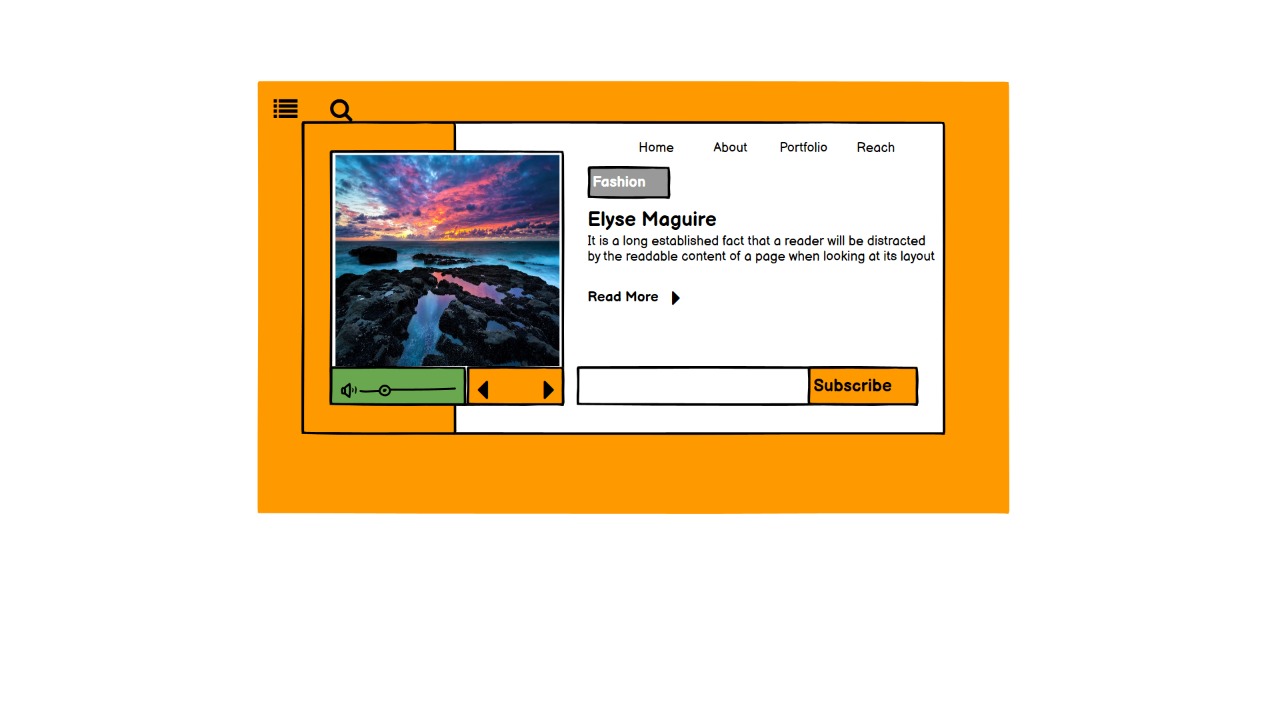 Home About Portfolio Reach
Fashion
Elyse Maguire
It is a long established fact that a reader will be distracted
by the readable content of a page when looking at its layout
Read More
Subscribe